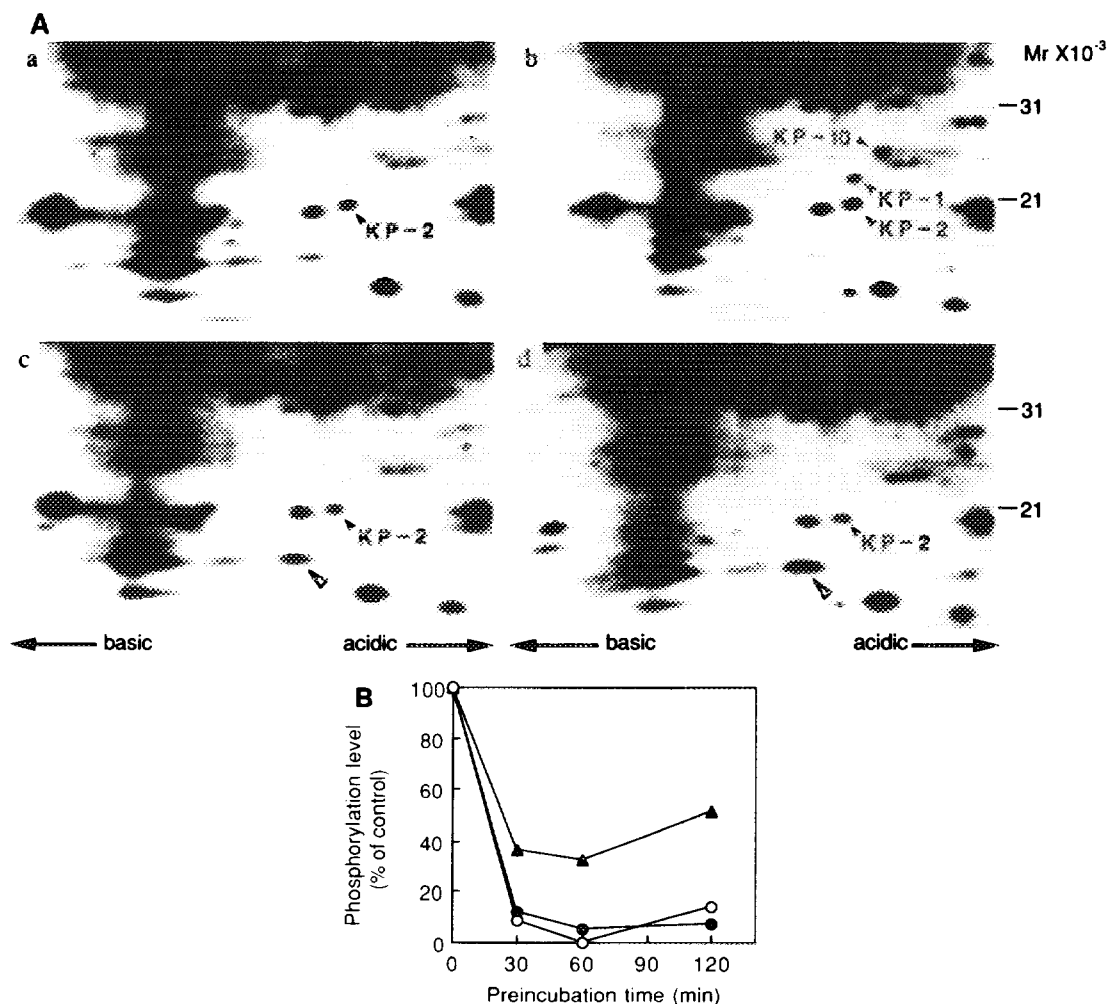 A
a
b
Mr X10⁻³
31
KP-10
KP-1
21
KP-2
KP-2
c
d
31
21
KP-2
KP-2
basic
acidic
basic
acidic
B
100
80
60
40
20
0
Phosphorylation level
(% of control)
0
30
60
90
120
Preincubation time (min)